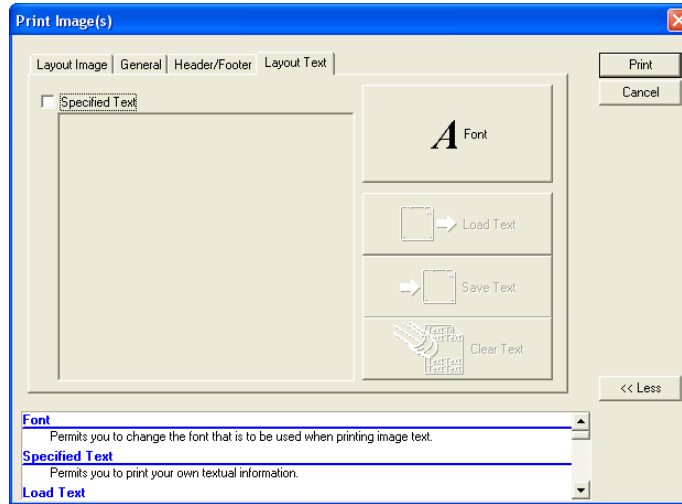 Print Image(s)
Layout Image General Header/Footer Layout Text
Print
Cancel
Specified Text
A Font
Load Text
Save Text
Clear Text
<< Less
Font
Permits you to change the font that is to be used when printing image text.
Specified Text
Permits you to print your own textual information.
Load Text